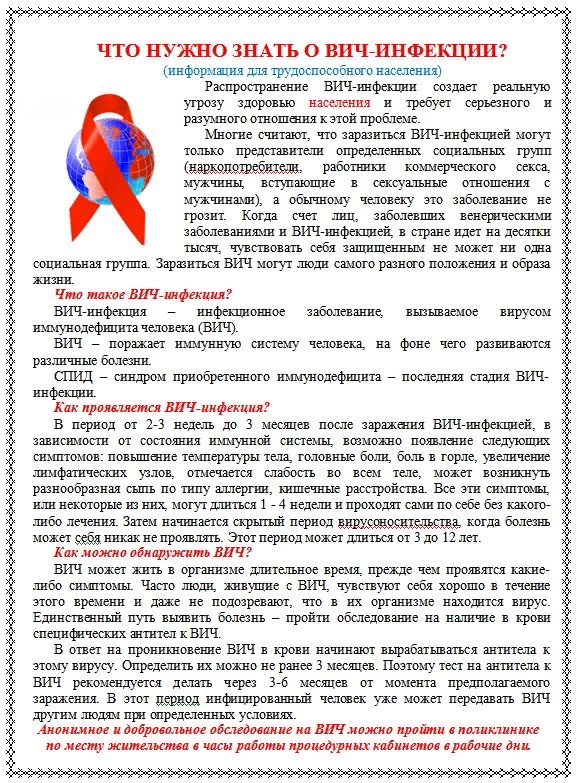 ЧТО НУЖНО ЗНАТЬ О ВИЧ-ИНФЕКЦИИ?
(информация для трудоспособного населения)
Распространение ВИЧ-инфекции создает реальную
угрозу здоровью населения и требует серьезного и
разумного отношения к этой проблеме.
Многие считают, что заразиться ВИЧ-инфекцией могут
только представители определенных социальных групп
(наркопотребители, работники коммерческого секса,
мужчины, вступающие в сексуальные отношения с
мужчинами), а обычному человеку это заболевание не
грозит. Когда счет лиц, заболевших венерическими
заболеваниями и ВИЧ-инфекцией, в стране идет на десятки
тысяч, чувствовать себя защищенным не может ни одна
социальная группа. Заразиться ВИЧ могут люди самого разного положения и образа
жизни.
Что такое ВИЧ-инфекция?
ВИЧ-инфекция – инфекционное заболевание, вызываемое вирусом
иммунодефицита человека (ВИЧ).
ВИЧ – поражает иммунную систему человека, на фоне чего развиваются
различные болезни.
СПИД – синдром приобретенного иммунодефицита – последняя стадия ВИЧ-
инфекции.
Как проявляется ВИЧ-инфекция?
В период от 2-3 недель до 3 месяцев после заражения ВИЧ-инфекцией, в
зависимости от состояния иммунной системы, возможно появление следующих
симптомов: повышение температуры тела, головные боли, боль в горле, увеличение
лимфатических узлов, отмечается слабость во всем теле, может возникнуть
разнообразная сыпь по типу аллергии, кишечные расстройства. Все эти симптомы,
или некоторые из них, могут длиться 1 - 4 недели и проходят сами по себе без какого-
либо лечения. Затем начинается скрытый период вирусоносительства, когда болезнь
может себя никак не проявлять. Этот период может длиться от 3 до 12 лет.
Как можно обнаружить ВИЧ?
ВИЧ может жить в организме длительное время, прежде чем проявятся какие-
либо симптомы. Часто люди, живущие с ВИЧ, чувствуют себя хорошо в течение
этого времени и даже не подозревают, что в их организме находится вирус.
Единственный путь выявить болезнь – пройти обследование на наличие в крови
специфических антител к ВИЧ.
В ответ на проникновение ВИЧ в крови начинают вырабатываться антитела к
этому вирусу. Определить их можно не ранее 3 месяцев. Поэтому тест на антитела к
ВИЧ рекомендуется делать через 3-6 месяцев от момента предполагаемого
заражения. В этот период инфицированный человек уже может передавать ВИЧ
другим людям при определенных условиях.
Анонимное и добровольное обследование на ВИЧ можно пройти в поликлинике
по месту жительства в часы работы процедурных кабинетов в рабочие дни.